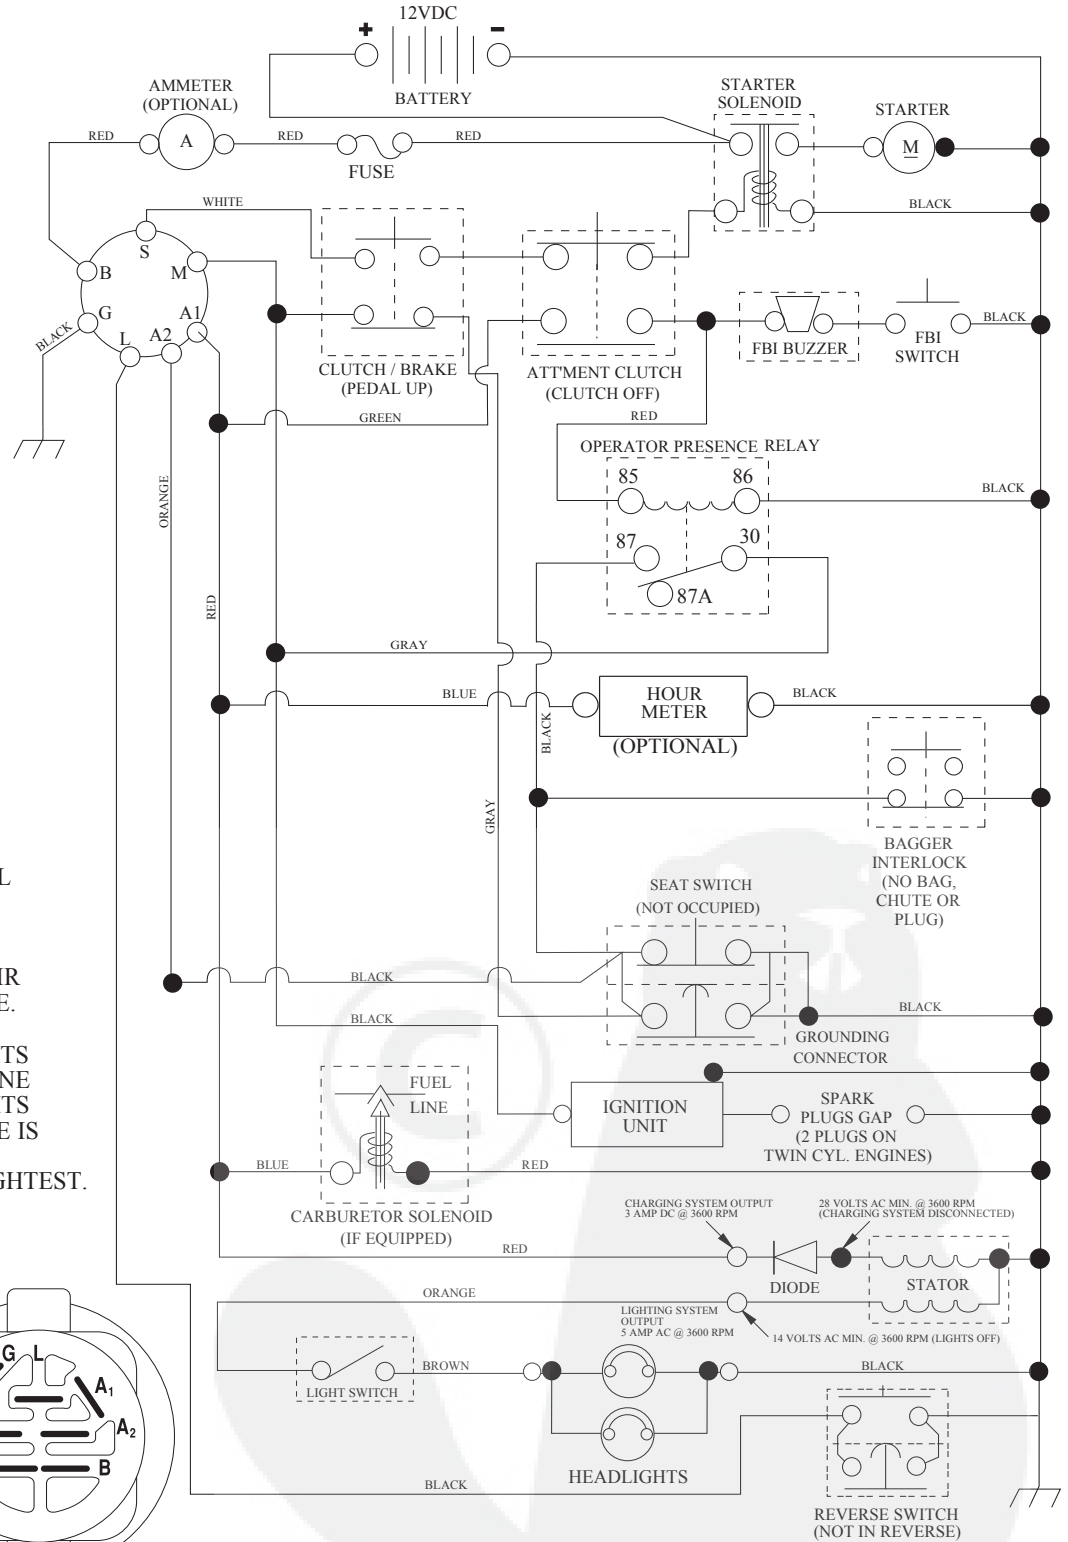 12VDC
+ −
BATTERY
AMMETER
(OPTIONAL)
RED
A
RED
FUSE
RED
STARTER
SOLENOID
STARTER
M
BLACK
WHITE
S
B
M
G
A1
L
A2
BLACK
CLUTCH / BRAKE
(PEDAL UP)
ATT'MENT CLUTCH
(CLUTCH OFF)
FBI BUZZER
FBI
SWITCH
BLACK
GREEN
RED
OPERATOR PRESENCE RELAY
85
86
BLACK
87
30
87A
ORANGE
RED
GRAY
BLUE
HOUR
METER
(OPTIONAL)
BLACK
BLACK
GRAY
BAGGER
INTERLOCK
(NO BAG,
CHUTE OR
PLUG)
SEAT SWITCH
(NOT OCCUPIED)
L
IR
E.
BLACK
BLACK
BLACK
GROUNDING
CONNECTOR
TS
NE
TS
E IS
GHTEST.
FUEL
LINE
IGNITION
UNIT
SPARK
PLUGS GAP
(2 PLUGS ON
TWIN CYL. ENGINES)
BLUE
RED
CARBURETOR SOLENOID
(IF EQUIPPED)
CHARGING SYSTEM OUTPUT
3 AMP DC @ 3600 RPM
28 VOLTS AC MIN. @ 3600 RPM
(CHARGING SYSTEM DISCONNECTED)
RED
DIODE
STATOR
ORANGE
LIGHTING SYSTEM
OUTPUT
5 AMP AC @ 3600 RPM
14 VOLTS AC MIN. @ 3600 RPM (LIGHTS OFF)
LIGHT SWITCH
BROWN
BLACK
HEADLIGHTS
BLACK
REVERSE SWITCH
(NOT IN REVERSE)
G L
A1
A2
B
©